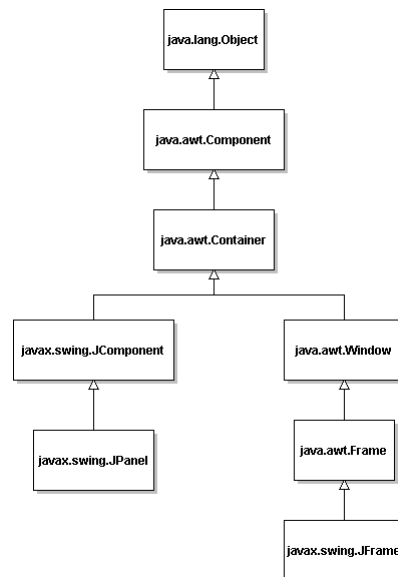 java.lang.Object
java.awt.Component
java.awt.Container
javax.swing.JComponent
java.awt.Window
javax.swing.JPanel
java.awt.Frame
javax.swing.JFrame